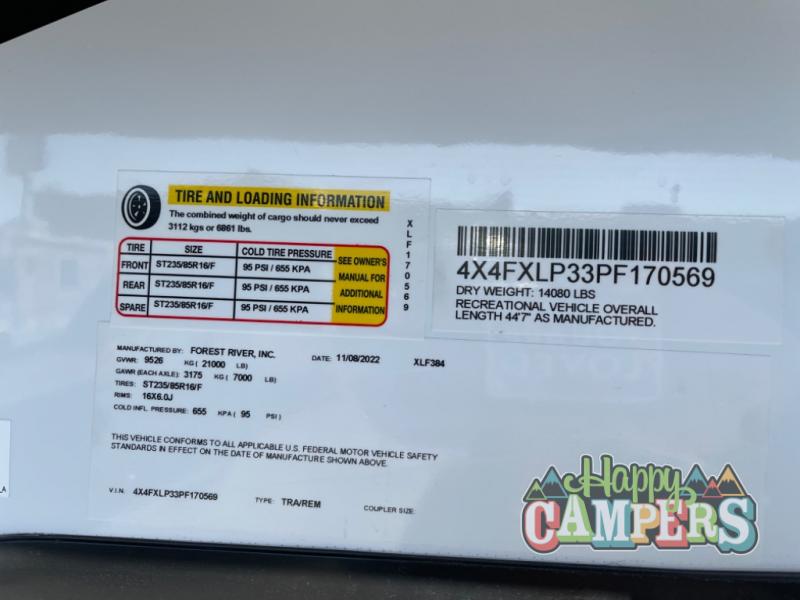 TIRE AND LOADING INFORMATION
The combined weight of cargo should never exceed
3112 kgs or 6861 lbs.
TIRE SIZE COLD TIRE PRESSURE
FRONT ST235/85R16/F 95 PSI / 655 KPA
REAR ST235/85R16/F 95 PSI / 655 KPA
SPARE ST235/85R16/F 95 PSI / 655 KPA
SEE OWNER'S
MANUAL FOR
ADDITIONAL
INFORMATION
XLF170569
4X4FXLP33PF170569
DRY WEIGHT: 14080 LBS
RECREATIONAL VEHICLE OVERALL
LENGTH 44'7" AS MANUFACTURED.
MANUFACTURED BY: FOREST RIVER, INC. DATE: 11/08/2022 XLF384
GVWR: 9526 KG ( 21000 LB)
GAWR (EACH AXLE): 3175 KG ( 7000 LB)
TIRES: ST235/85R16/F
RIMS: 16X6.0J
COLD INFL. PRESSURE: 655 KPA ( 95 PSI )
THIS VEHICLE CONFORMS TO ALL APPLICABLE U.S. FEDERAL MOTOR VEHICLE SAFETY
STANDARDS IN EFFECT ON THE DATE OF MANUFACTURE SHOWN ABOVE.
V.I.N. 4X4FXLP33PF170569 TYPE: TRA/REM COUPLER SIZE:
Happy
CAMPERS